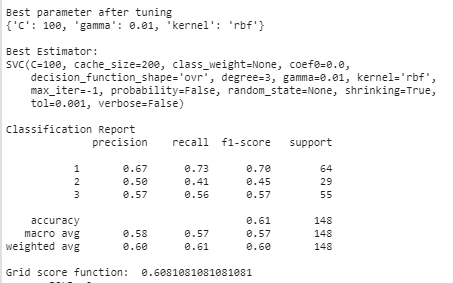 Best parameter after tuning
{'C': 100, 'gamma': 0.01, 'kernel': 'rbf'}
Best Estimator:
SVC(C=100, cache_size=200, class_weight=None, coef0=0.0,
decision_function_shape='ovr', degree=3, gamma=0.01, kernel='rbf',
max_iter=-1, probability=False, random_state=None, shrinking=True,
tol=0.001, verbose=False)
Classification Report
precision recall f1-score support
1 0.67 0.73 0.70 64
2 0.50 0.41 0.45 29
3 0.57 0.56 0.57 55
accuracy 0.61 148
macro avg 0.58 0.57 0.57 148
weighted avg 0.60 0.61 0.60 148
Grid score function: 0.6081081081081081